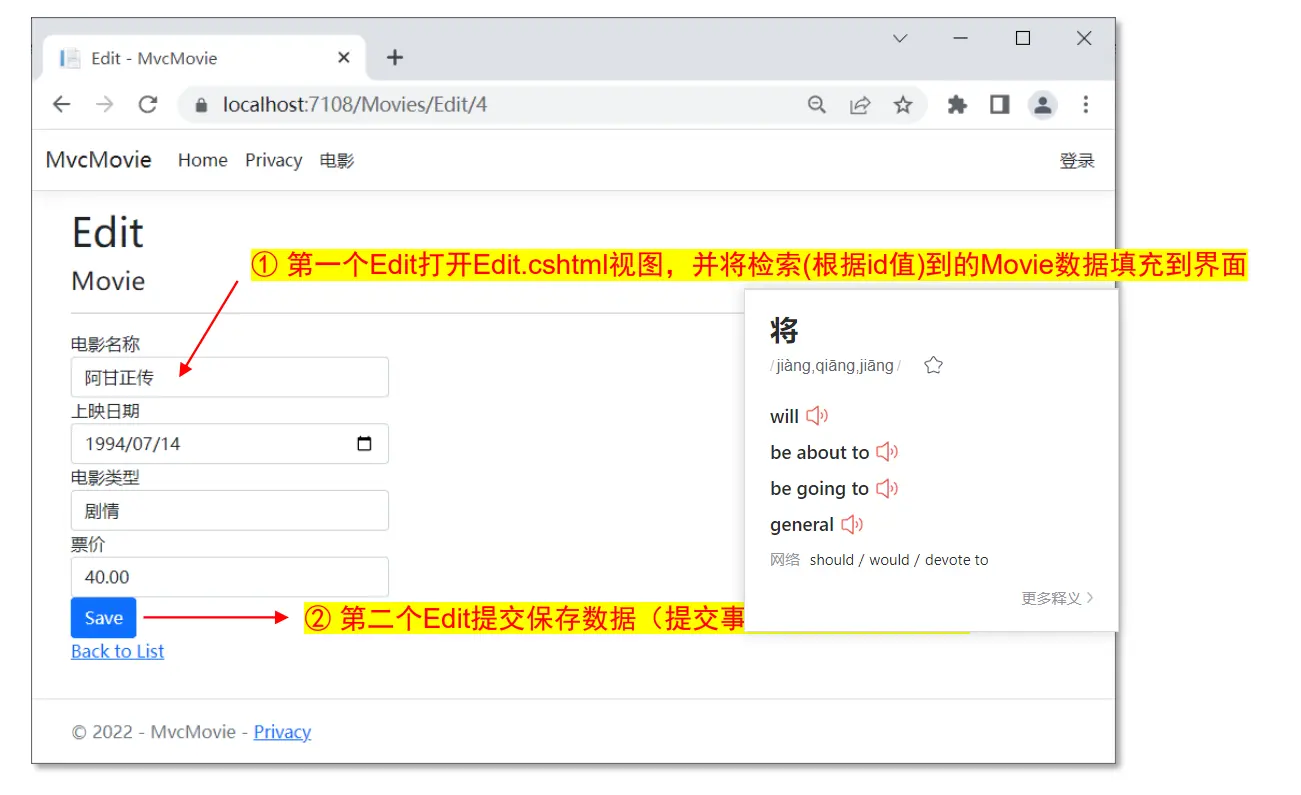 Edit - MvcMovie
localhost:7108/Movies/Edit/4
MvcMovie Home Privacy 电影 登录
Edit
① 第一个Edit打开Edit.cshtml视图，并将检索(根据id值)到的Movie数据填充到界面
Movie
将
/jiàng,qiāng,jiāng/
will
be about to
be going to
general
网络 should / would / devote to
更多释义
电影名称
阿甘正传
上映日期
1994/07/14
电影类型
剧情
票价
40.00
Save
② 第二个Edit提交保存数据（提交事
Back to List
© 2022 - MvcMovie - Privacy